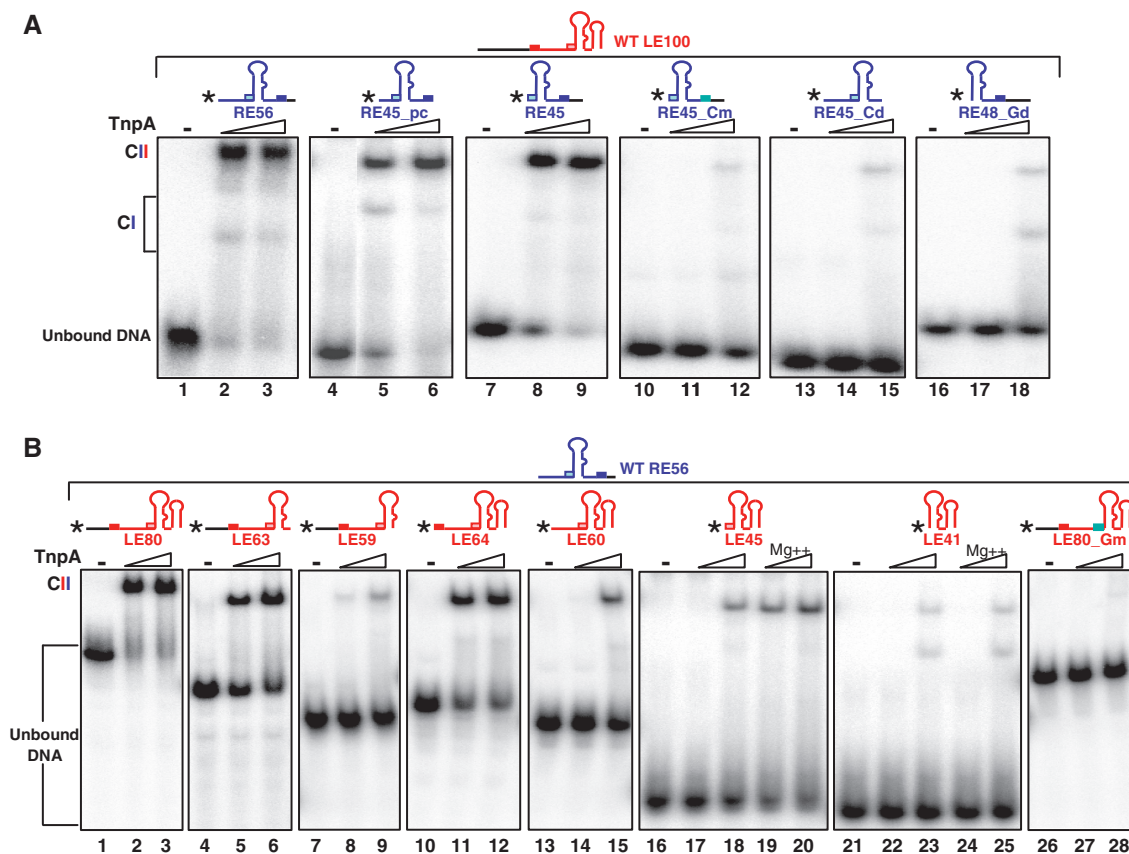 A
WT LE100
* RE56 * RE45_pc * RE45 * RE45_Cm * RE45_Cd * RE48_Gd
TnpA - - - - - -
CII
CI
Unbound DNA
1 2 3 4 5 6 7 8 9 10 11 12 13 14 15 16 17 18
B
WT RE56
* LE80 * LE63 * LE59 * LE64 * LE60 * LE45 * LE41 * LE80_Gm
TnpA - - - - - - Mg++ - Mg++ -
CII
Unbound
DNA
1 2 3 4 5 6 7 8 9 10 11 12 13 14 15 16 17 18 19 20 21 22 23 24 25 26 27 28